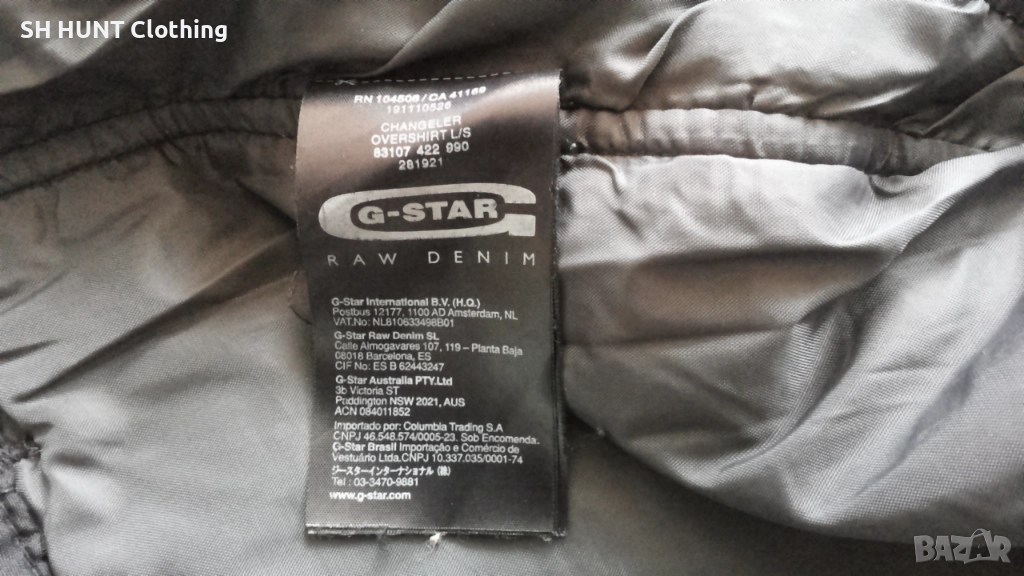 SH HUNT Clothing
RN 104506/CA 41169
191110526
CHANGELER
OVERSHIRT L/S
83107 422 990
281921
G-STAR
RAW DENIM
G-Star International B.V. (H.Q.)
Postbus 12177, 1100 AD Amsterdam, NL
VAT.No: NL810633498B01
G-Star Raw Denim SL
Calle Almogavares 107, 119 – Planta Baja
08018 Barcelona, ES
CIF No: ES B 62443247
G-Star Australia PTY.Ltd
3b Victoria ST
Paddington NSW 2021, AUS
ACN 084011852
Importado por: Columbia Trading S.A
CNPJ 46.548.574/0005-23. Sob Encomenda.
G-Star Brasil Importação e Comércio de
Vestuário Ltda.CNPJ 10.337.035/0001-74
ジースターインターナショナル (株)
Tel : 03-3470-9881
www.g-star.com
BAZAR